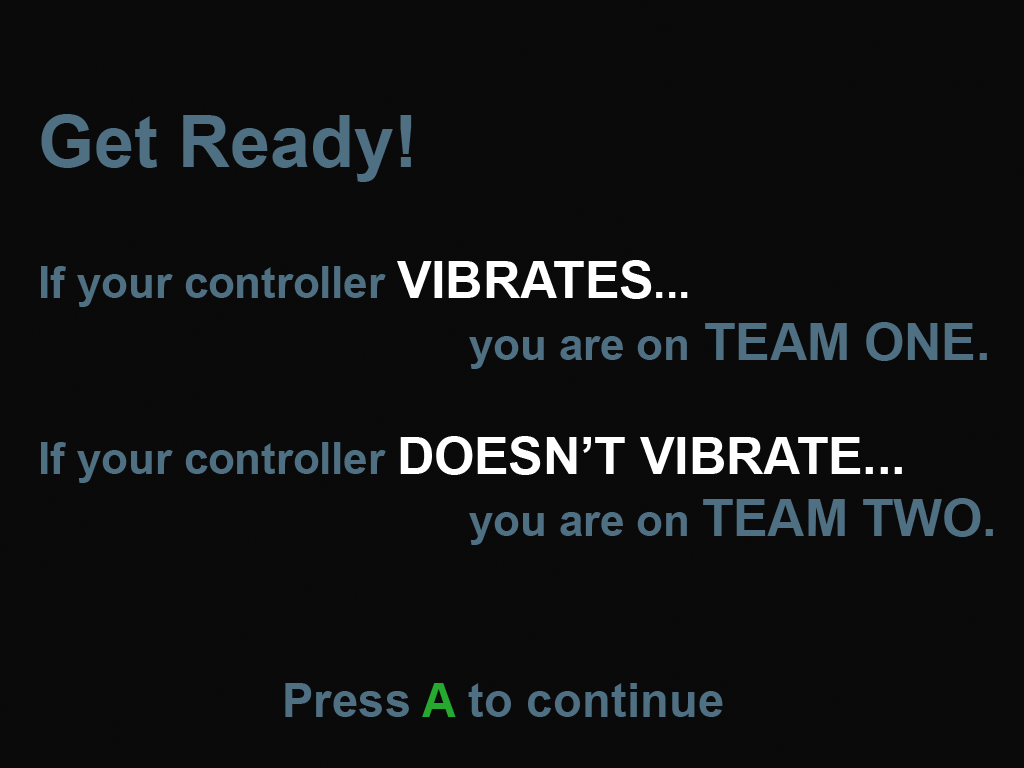 Get Ready!
If your controller VIBRATES...
you are on TEAM ONE.
If your controller DOESN’T VIBRATE...
you are on TEAM TWO.
Press A to continue